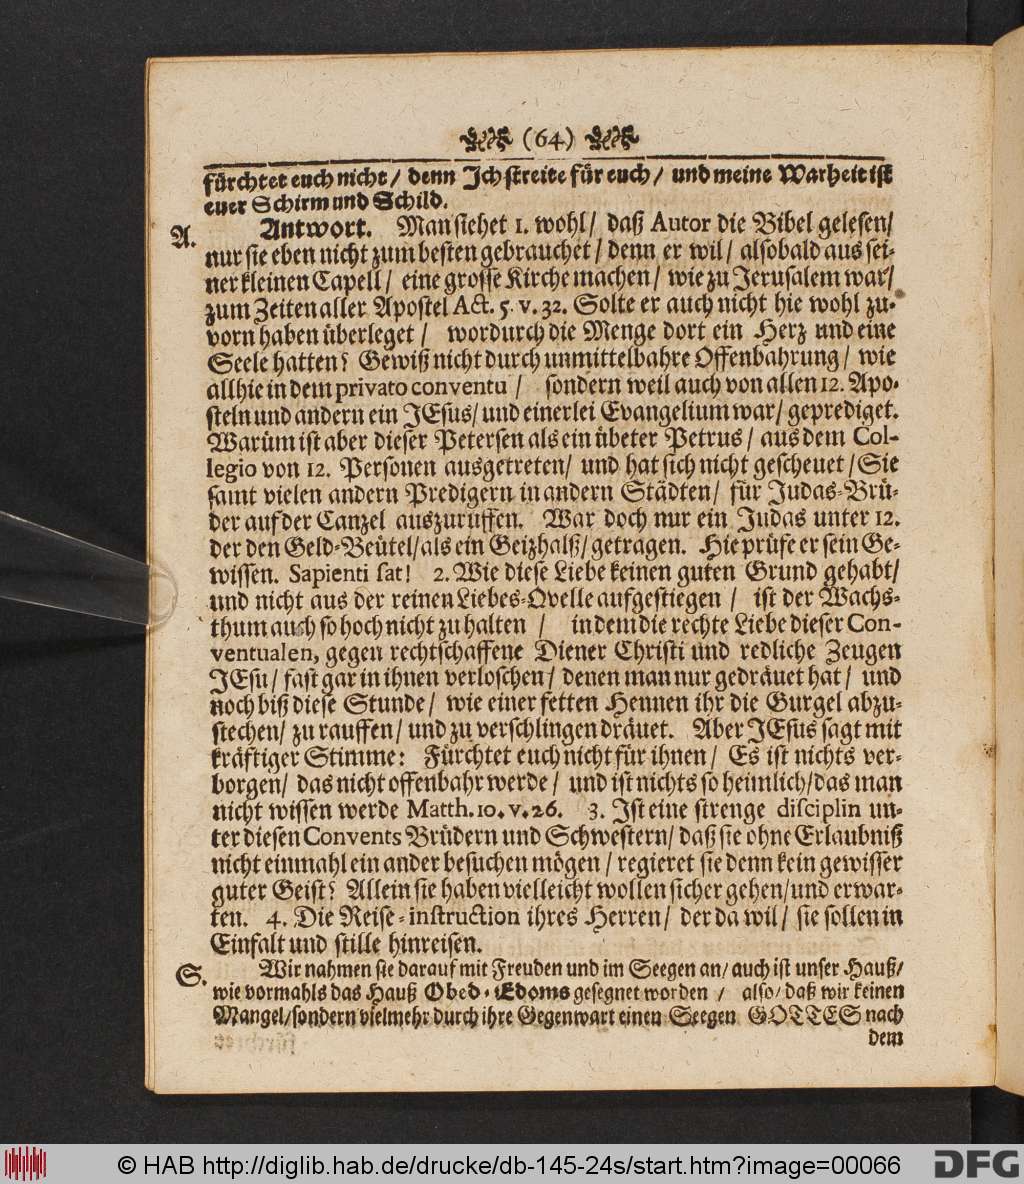 (64)
fürchtet euch nicht / denn Jch streite für euch / und meine Warheit ist
euer Schirm und Schild.
A. Antwort. Man siehet 1. wohl / daß Autor die Bibel gelesen /
nur sie eben nicht zum besten gebrauchet / denn er wil / alsobald aus sei-
ner kleinen Capell / eine grosse Kirche machen / wie zu Jerusalem war /
zum Zeiten aller Apostel Act. 5. v. 32. Solte er auch nicht hie wohl zu-
vorn haben überleget / wordurch die Menge dort ein Herz und eine
Seele hatten? Gewiß nicht durch unmittelbahre Offenbahrung / wie
allhie in dem privato conventu / sondern weil auch von allen 12. Apo-
steln und andern ein JEsus / und einerlei Evangelium war / geprediget.
Warüm ist aber dieser Petersen als ein übeter Petrus / aus dem Col-
legio von 12. Personen ausgetreten / und hat sich nicht gescheuet / Sie
samt vielen andern Predigern in andern Städten / für Judas-Brü-
der auf der Canzel auszuruffen. War doch nur ein Judas unter 12.
der den Geld-Beütel / als ein Geizhalß / getragen. Hie prüfe er sein Ge-
wissen. Sapienti sat! 2. Wie diese Liebe keinen guten Grund gehabt /
und nicht aus der reinen Liebes-Qvelle aufgestiegen / ist der Wachs-
thum auch so hoch nicht zu halten / in dem die rechte Liebe dieser Con-
ventualen, gegen rechtschaffene Diener Christi und redliche Zeugen
JEsu / fast gar in ihnen verloschen / denen man nur gedräuet hat / und
noch biß diese Stunde / wie einer fetten Hennen ihr die Gurgel abzu-
stechen / zu rauffen / und zu verschlingen dräuet. Aber JEsus sagt mit
kräftiger Stimme: Fürchtet euch nicht für ihnen / Es ist nichts ver-
borgen / das nicht offenbahr werde / und ist nichts so heimlich / das man
nicht wissen werde Matth. 10. v. 26. 3. Jst eine strenge disciplin un-
ter diesen Convents Brüdern und Schwestern / daß sie ohne Erlaubniß
nicht einmahl ein ander besuchen mögen / regieret sie denn kein gewisser
guter Geist? Allein sie haben vielleicht wollen sicher gehen / und erwar-
ten. 4. Die Reise-instruction ihres Herren / der da wil / sie sollen in
Einfalt und stille hinreisen.
S. Wir nahmen sie darauf mit Freuden und im Seegen an / auch ist unser Hauß /
wie vormahls das Hauß Obed-Edoms gesegnet worden / also / daß wir keinen
Mangel / sondern vielmehr durch ihre Gegenwart einen Seegen GOTTES nach
dem
© HAB http://diglib.hab.de/drucke/db-145-24s/start.htm?image=00066
DFG